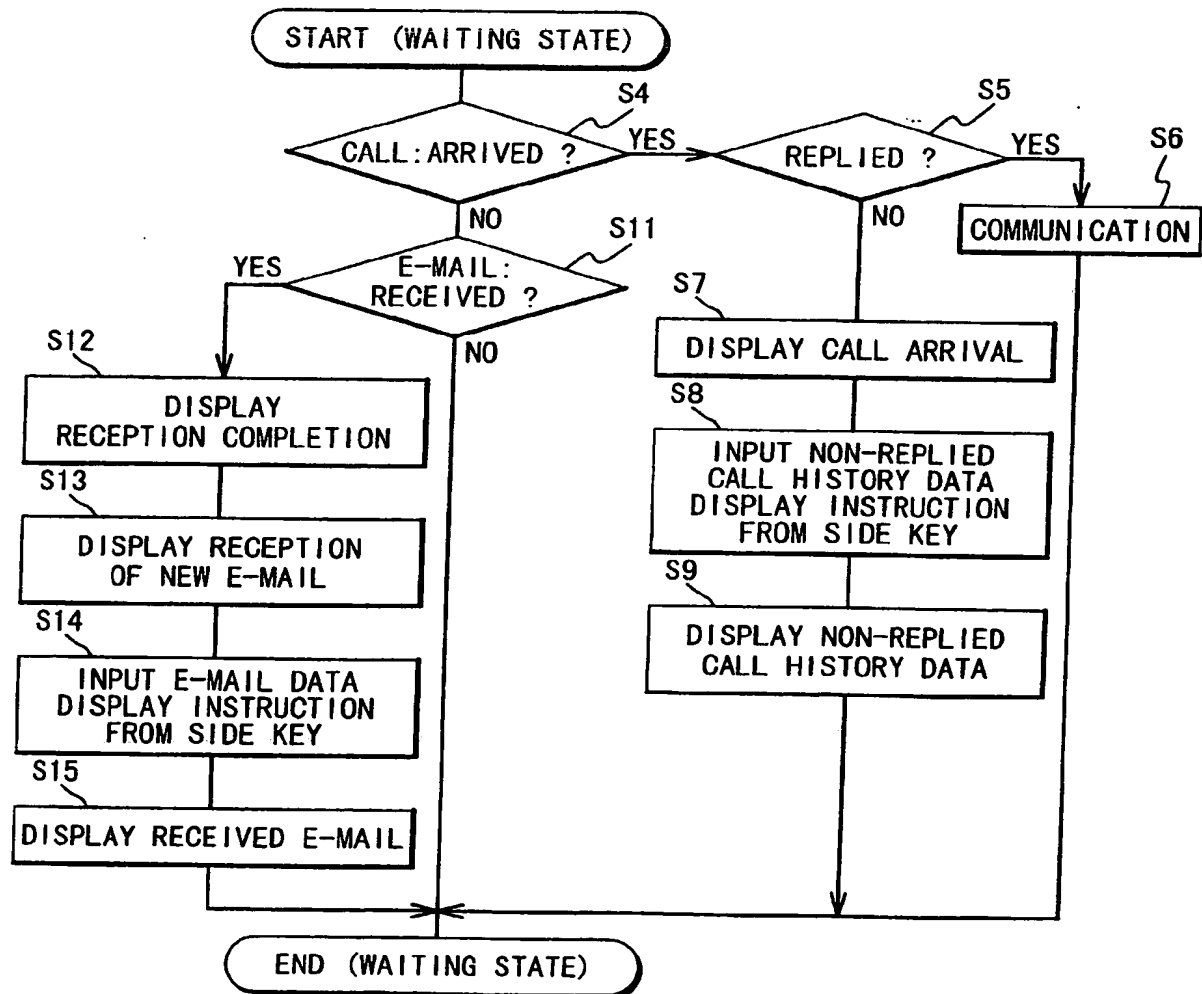 START (WAITING STATE)
S4
CALL:ARRIVED ?
YES
NO
S5
REPLIED ?
YES
NO
S6
COMMUNICATION
S7
DISPLAY CALL ARRIVAL
S8
INPUT NON-REPLIED
CALL HISTORY DATA
DISPLAY INSTRUCTION
FROM SIDE KEY
S9
DISPLAY NON-REPLIED
CALL HISTORY DATA
S11
E-MAIL:
RECEIVED ?
YES
NO
S12
DISPLAY
RECEPTION COMPLETION
S13
DISPLAY RECEPTION
OF NEW E-MAIL
S14
INPUT E-MAIL DATA
DISPLAY INSTRUCTION
FROM SIDE KEY
S15
DISPLAY RECEIVED E-MAIL
END (WAITING STATE)